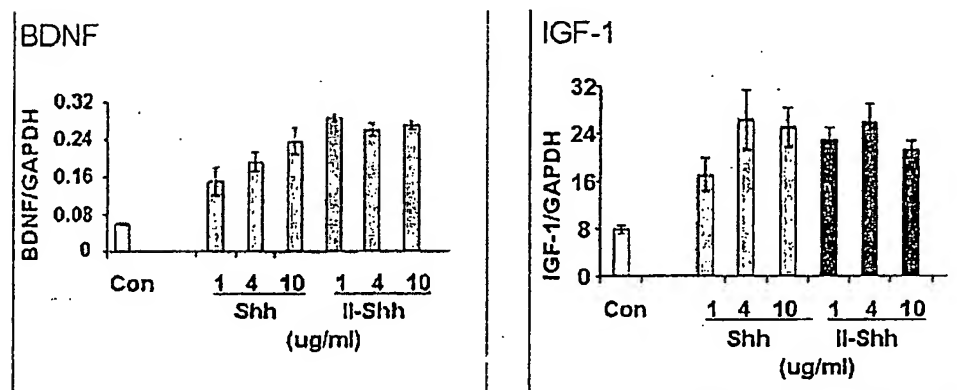 BDNF
BDNF/GAPDH
0.32
0.24
0.16
0.08
0
Con
1 4 10 1 4 10
Shh II-Shh
(ug/ml)
IGF-1
IGF-1/GAPDH
32
24
16
8
0
Con
1 4 10 1 4 10
Shh II-Shh
(ug/ml)